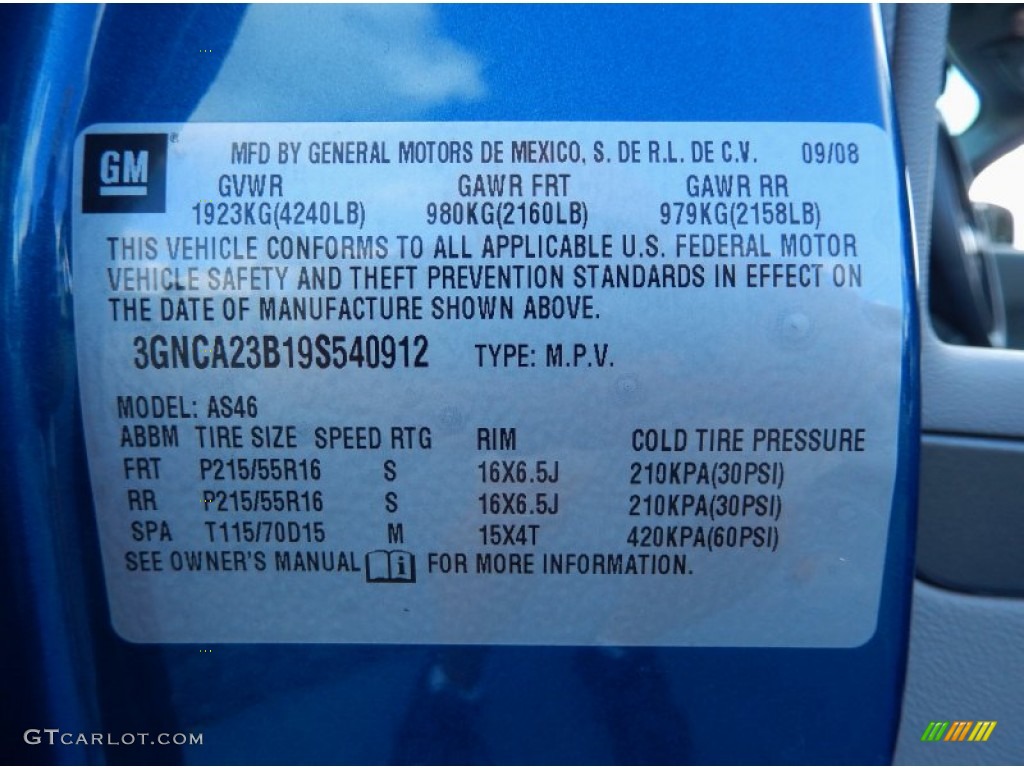 GM®
MFD BY GENERAL MOTORS DE MEXICO, S. DE R.L. DE C.V. 09/08
GVWR GAWR FRT GAWR RR
1923KG(4240LB) 980KG(2160LB) 979KG(2158LB)
THIS VEHICLE CONFORMS TO ALL APPLICABLE U.S. FEDERAL MOTOR
VEHICLE SAFETY AND THEFT PREVENTION STANDARDS IN EFFECT ON
THE DATE OF MANUFACTURE SHOWN ABOVE.
3GNCA23B19S540912 TYPE: M.P.V.
MODEL: AS46
ABBM TIRE SIZE SPEED RTG RIM COLD TIRE PRESSURE
FRT P215/55R16 S 16X6.5J 210KPA(30PSI)
RR P215/55R16 S 16X6.5J 210KPA(30PSI)
SPA T115/70D15 M 15X4T 420KPA(60PSI)
SEE OWNER'S MANUAL i FOR MORE INFORMATION.
GTCARLOT.COM